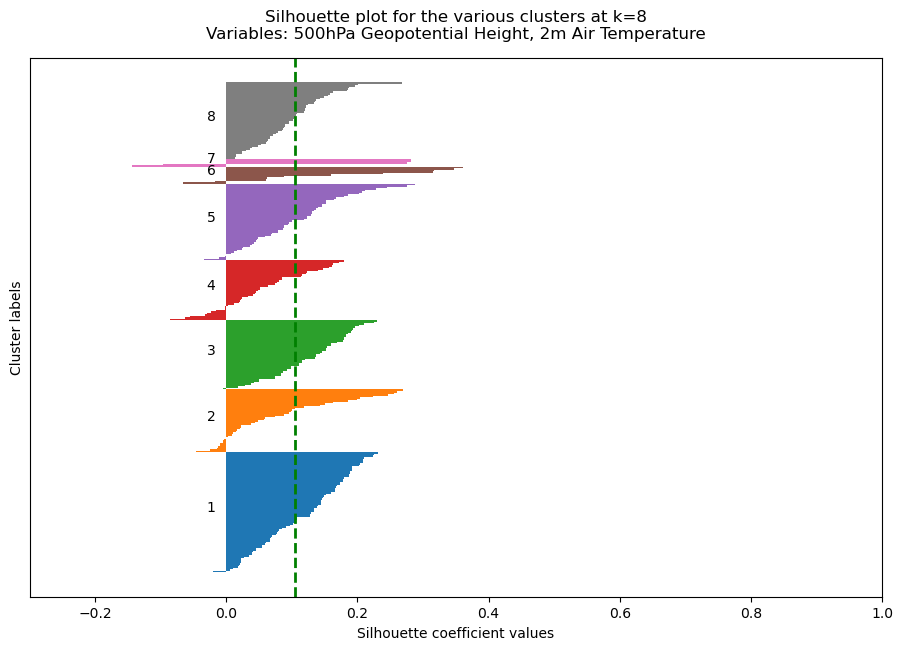 Silhouette plot for the various clusters at k=8
Variables: 500hPa Geopotential Height, 2m Air Temperature
Cluster labels
8
7
6
5
4
3
2
1
−0.2 0.0 0.2 0.4 0.6 0.8 1.0
Silhouette coefficient values